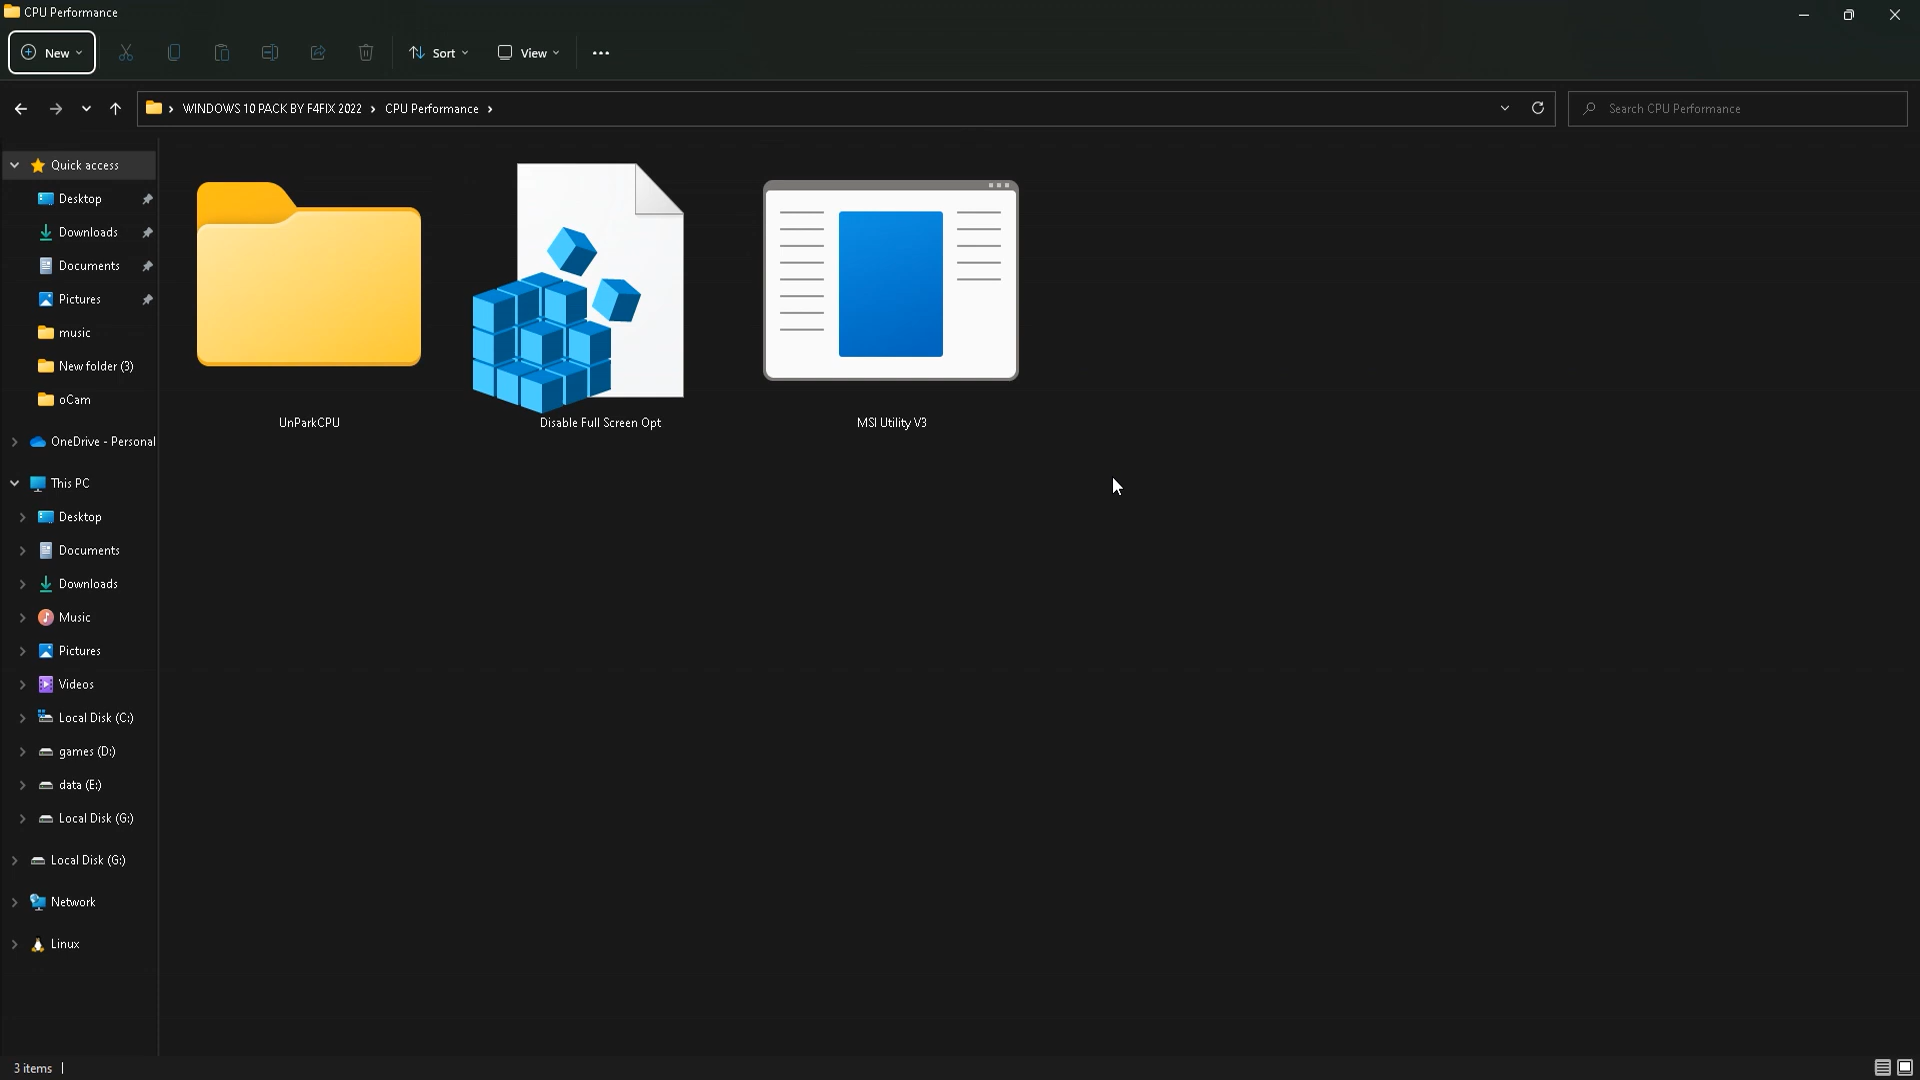 CPU Performance
New
Sort
View
WINDOWS 10 PACK BY F4FIX 2022 > CPU Performance >
Search CPU Performance
Quick access
Desktop
Downloads
Documents
Pictures
music
New folder (3)
oCam
OneDrive - Personal
This PC
Desktop
Documents
Downloads
Music
Pictures
Videos
Local Disk (C:)
games (D:)
data (E:)
Local Disk (G:)
Local Disk (G:)
Network
Linux
UnParkCPU
Disable Full Screen Opt
MSI Utility V3
3 items